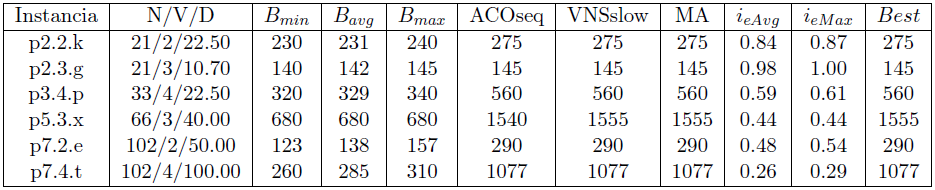 Instancia N/V/D B_min B_avg B_max ACOseq VNSslow MA i_eAvg i_eMax Best
p2.2.k 21/2/22.50 230 231 240 275 275 275 0.84 0.87 275
p2.3.g 21/3/10.70 140 142 145 145 145 145 0.98 1.00 145
p3.4.p 33/4/22.50 320 329 340 560 560 560 0.59 0.61 560
p5.3.x 66/3/40.00 680 680 680 1540 1555 1555 0.44 0.44 1555
p7.2.e 102/2/50.00 123 138 157 290 290 290 0.48 0.54 290
p7.4.t 102/4/100.00 260 285 310 1077 1077 1077 0.26 0.29 1077